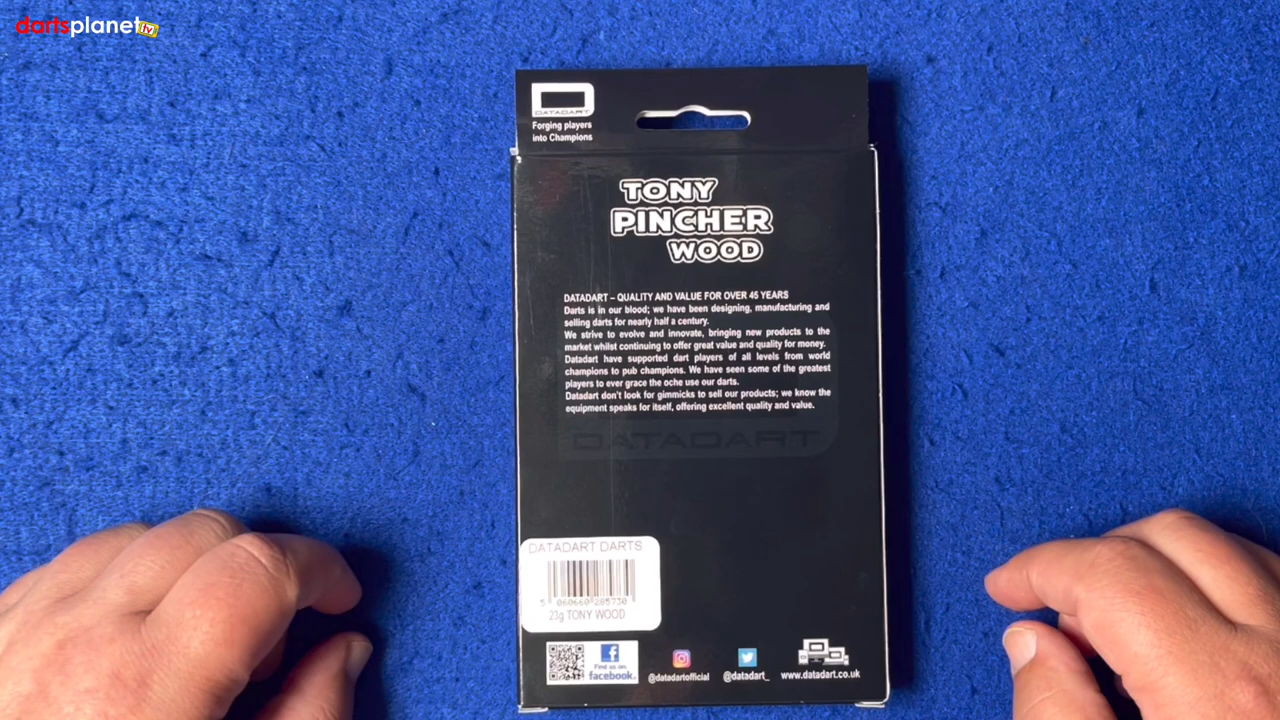 dartsplanet tv
DATADART
Forging players
into Champions
TONY
PINCHER
WOOD
DATADART – QUALITY AND VALUE FOR OVER 45 YEARS
Darts is in our blood; we have been designing, manufacturing and
selling darts for nearly half a century.
We strive to evolve and innovate, bringing new products to the
market whilst continuing to offer great value and quality for money.
Datadart have supported dart players of all levels from world
champions to pub champions. We have seen some of the greatest
players to ever grace the oche use our darts.
Datadart don't look for gimmicks to sell our products; we know the
equipment speaks for itself, offering excellent quality and value.
DATADART
DATADART DARTS
5 060660 285730
23g TONY WOOD
Find us on
facebook.
@datadartofficial
@datadart_
www.datadart.co.uk